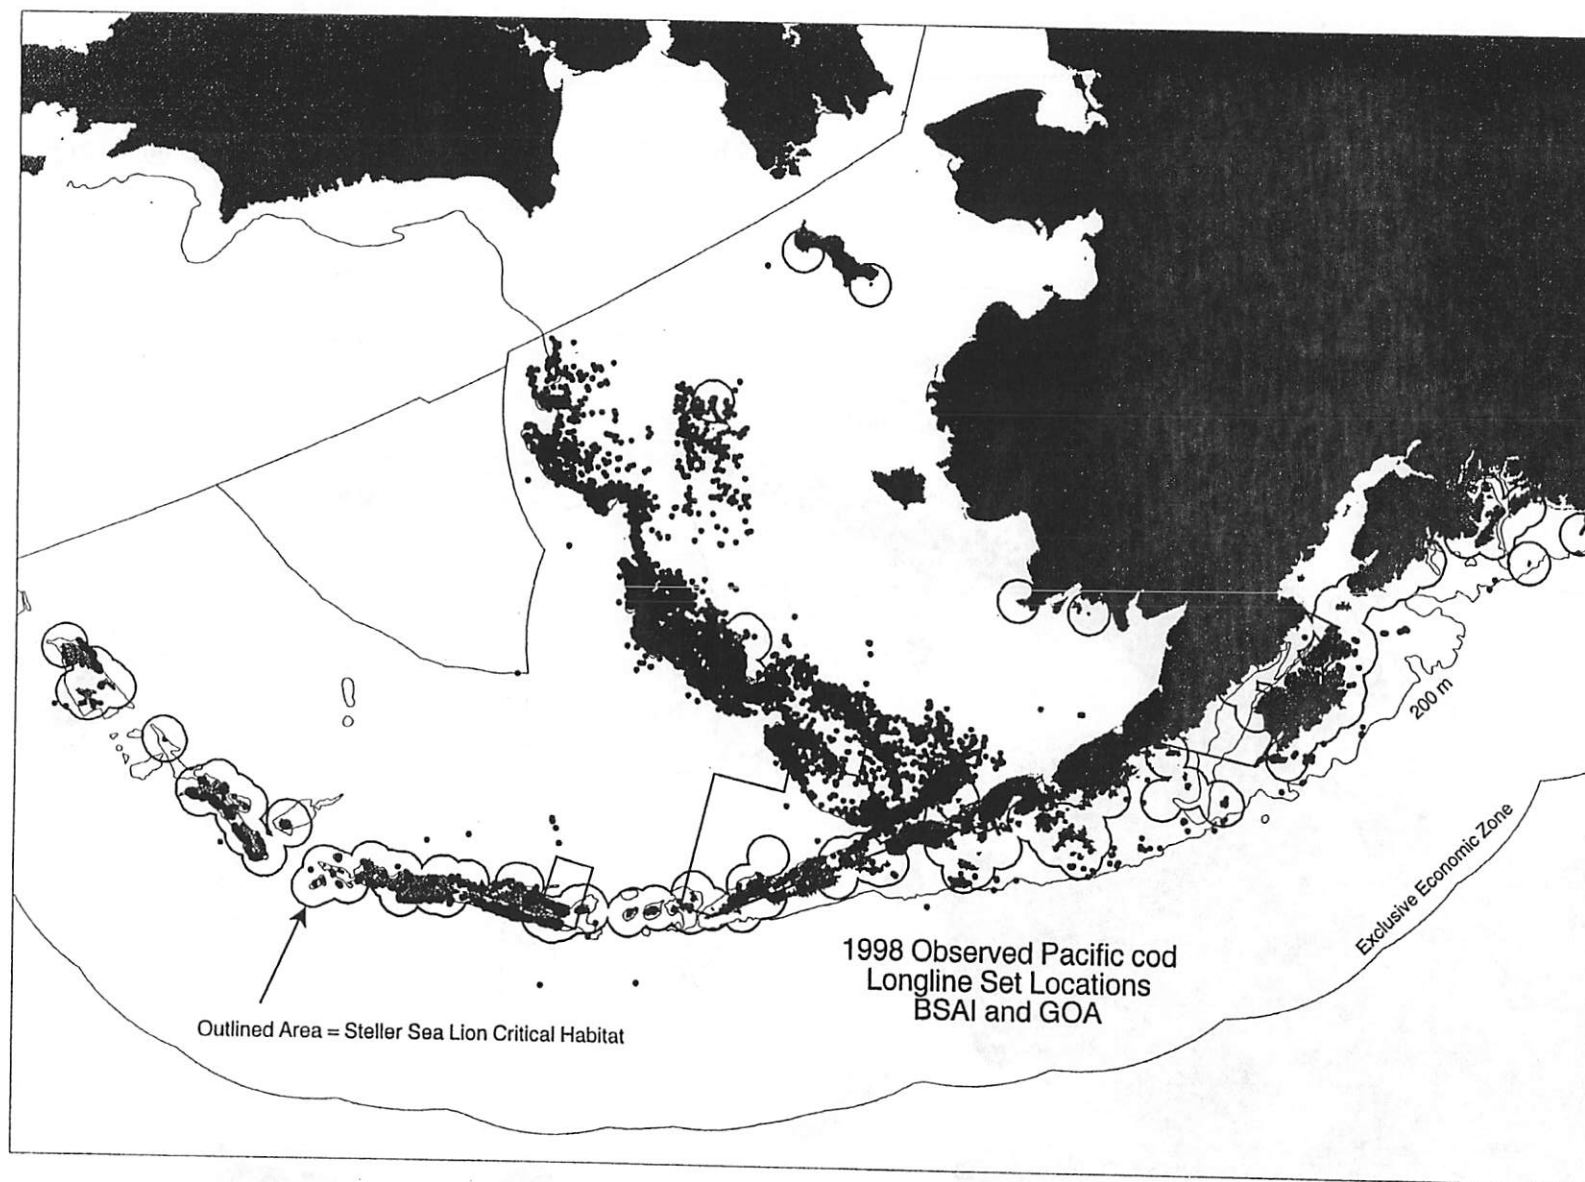 200 m
Exclusive Economic Zone
1998 Observed Pacific cod
Longline Set Locations
BSAI and GOA
Outlined Area = Steller Sea Lion Critical Habitat